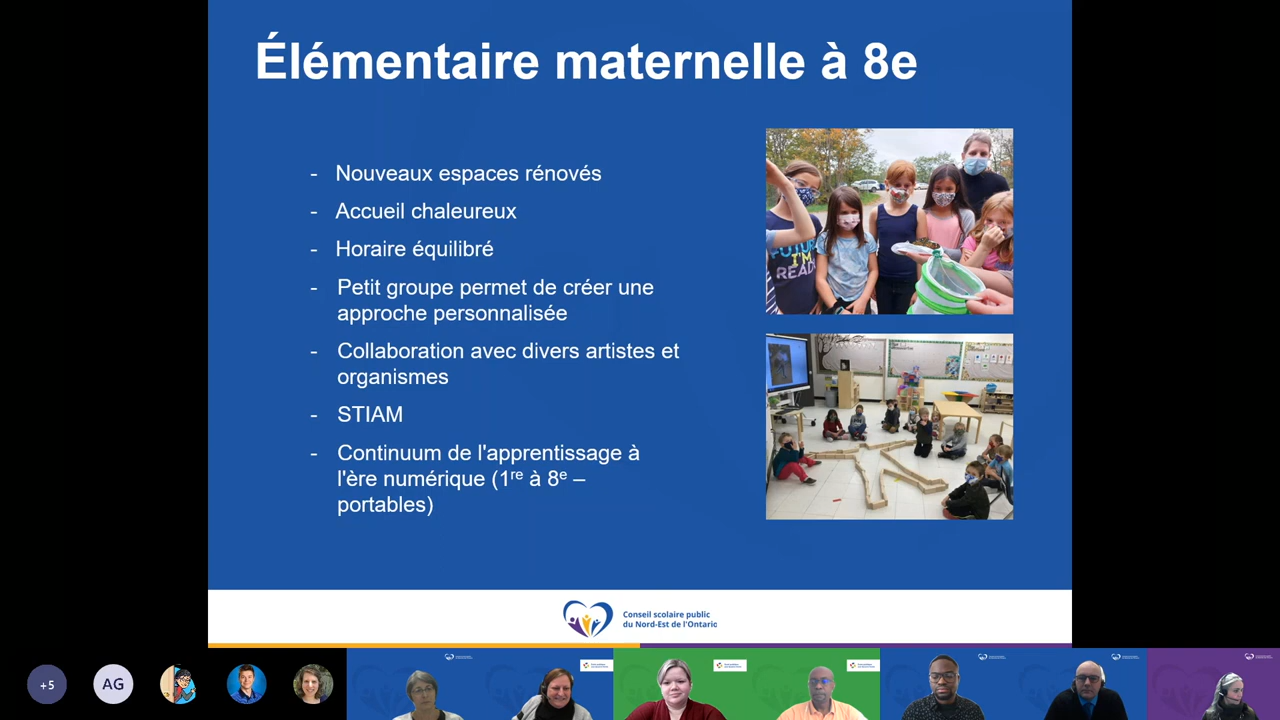 Élémentaire maternelle à 8e
- Nouveaux espaces rénovés
- Accueil chaleureux
- Horaire équilibré
- Petit groupe permet de créer une
approche personnalisée
- Collaboration avec divers artistes et
organismes
- STIAM
- Continuum de l'apprentissage à
l'ère numérique (1re à 8e –
portables)
FUTURE
I'M
READY
Conseil scolaire public
du Nord-Est de l'Ontario
+5
AG